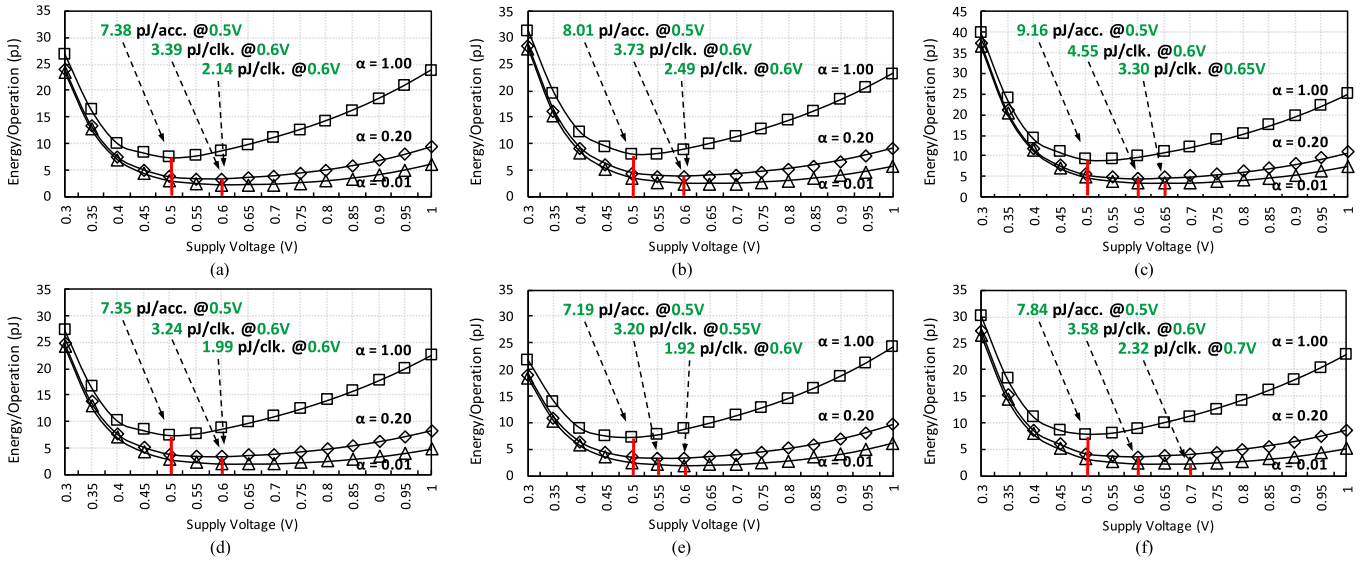 35
30
25
20
15
10
5
0
Energy/Operation (pJ)
7.38 pJ/acc. @0.5V
3.39 pJ/clk. @0.6V
2.14 pJ/clk. @0.6V
α = 1.00
α = 0.20
α = 0.01
0.3 0.35 0.4 0.45 0.5 0.55 0.6 0.65 0.7 0.75 0.8 0.85 0.9 0.95 1
Supply Voltage (V)
(a)
35
30
25
20
15
10
5
0
Energy/Operation (pJ)
8.01 pJ/acc. @0.5V
3.73 pJ/clk. @0.6V
2.49 pJ/clk. @0.6V
α = 1.00
α = 0.20
α = 0.01
0.3 0.35 0.4 0.45 0.5 0.55 0.6 0.65 0.7 0.75 0.8 0.85 0.9 0.95 1
Supply Voltage (V)
(b)
45
40
35
30
25
20
15
10
5
0
Energy/Operation (pJ)
9.16 pJ/acc. @0.5V
4.55 pJ/clk. @0.6V
3.30 pJ/clk. @0.65V
α = 1.00
α = 0.20
α = 0.01
0.3 0.35 0.4 0.45 0.5 0.55 0.6 0.65 0.7 0.75 0.8 0.85 0.9 0.95 1
Supply Voltage (V)
(c)
35
30
25
20
15
10
5
0
Energy/Operation (pJ)
7.35 pJ/acc. @0.5V
3.24 pJ/clk. @0.6V
1.99 pJ/clk. @0.6V
α = 1.00
α = 0.20
α = 0.01
0.3 0.35 0.4 0.45 0.5 0.55 0.6 0.65 0.7 0.75 0.8 0.85 0.9 0.95 1
Supply Voltage (V)
(d)
35
30
25
20
15
10
5
0
Energy/Operation (pJ)
7.19 pJ/acc. @0.5V
3.20 pJ/clk. @0.55V
1.92 pJ/clk. @0.6V
α = 1.00
α = 0.20
α = 0.01
0.3 0.35 0.4 0.45 0.5 0.55 0.6 0.65 0.7 0.75 0.8 0.85 0.9 0.95 1
Supply Voltage (V)
(e)
35
30
25
20
15
10
5
0
Energy/Operation (pJ)
7.84 pJ/acc. @0.5V
3.58 pJ/clk. @0.6V
2.32 pJ/clk. @0.7V
α = 1.00
α = 0.20
α = 0.01
0.3 0.35 0.4 0.45 0.5 0.55 0.6 0.65 0.7 0.75 0.8 0.85 0.9 0.95 1
Supply Voltage (V)
(f)